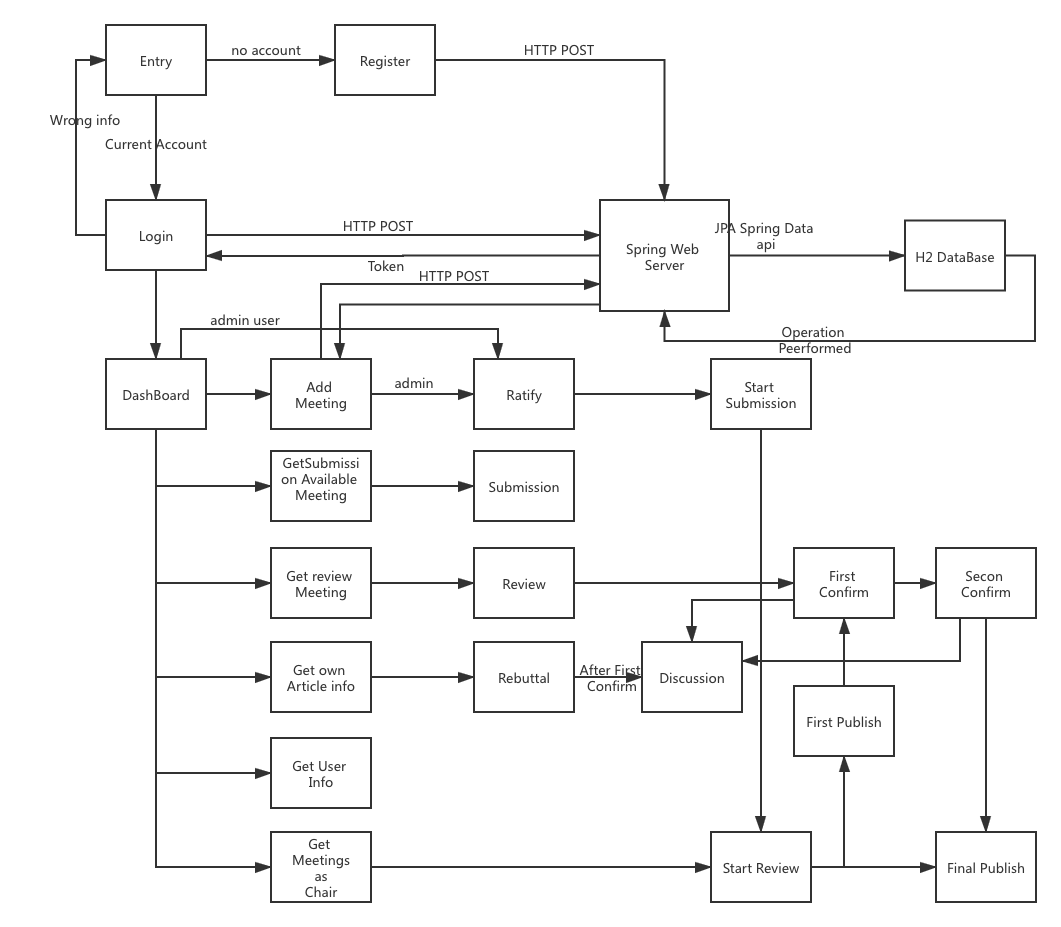 Entry
no account
Register
HTTP POST
Wrong info
Current Account
Login
HTTP POST
Token
HTTP POST
Spring Web
Server
JPA Spring Data
api
H2 DataBase
Operation
Peerformed
admin user
DashBoard
Add
Meeting
admin
Ratify
Start
Submission
GetSubmissi
on Available
Meeting
Submission
Get review
Meeting
Review
First
Confirm
Secon
Confirm
Get own
Article info
Rebuttal
After First
Confirm
Discussion
First Publish
Get User
Info
Get
Meetings
as
Chair
Start Review
Final Publish